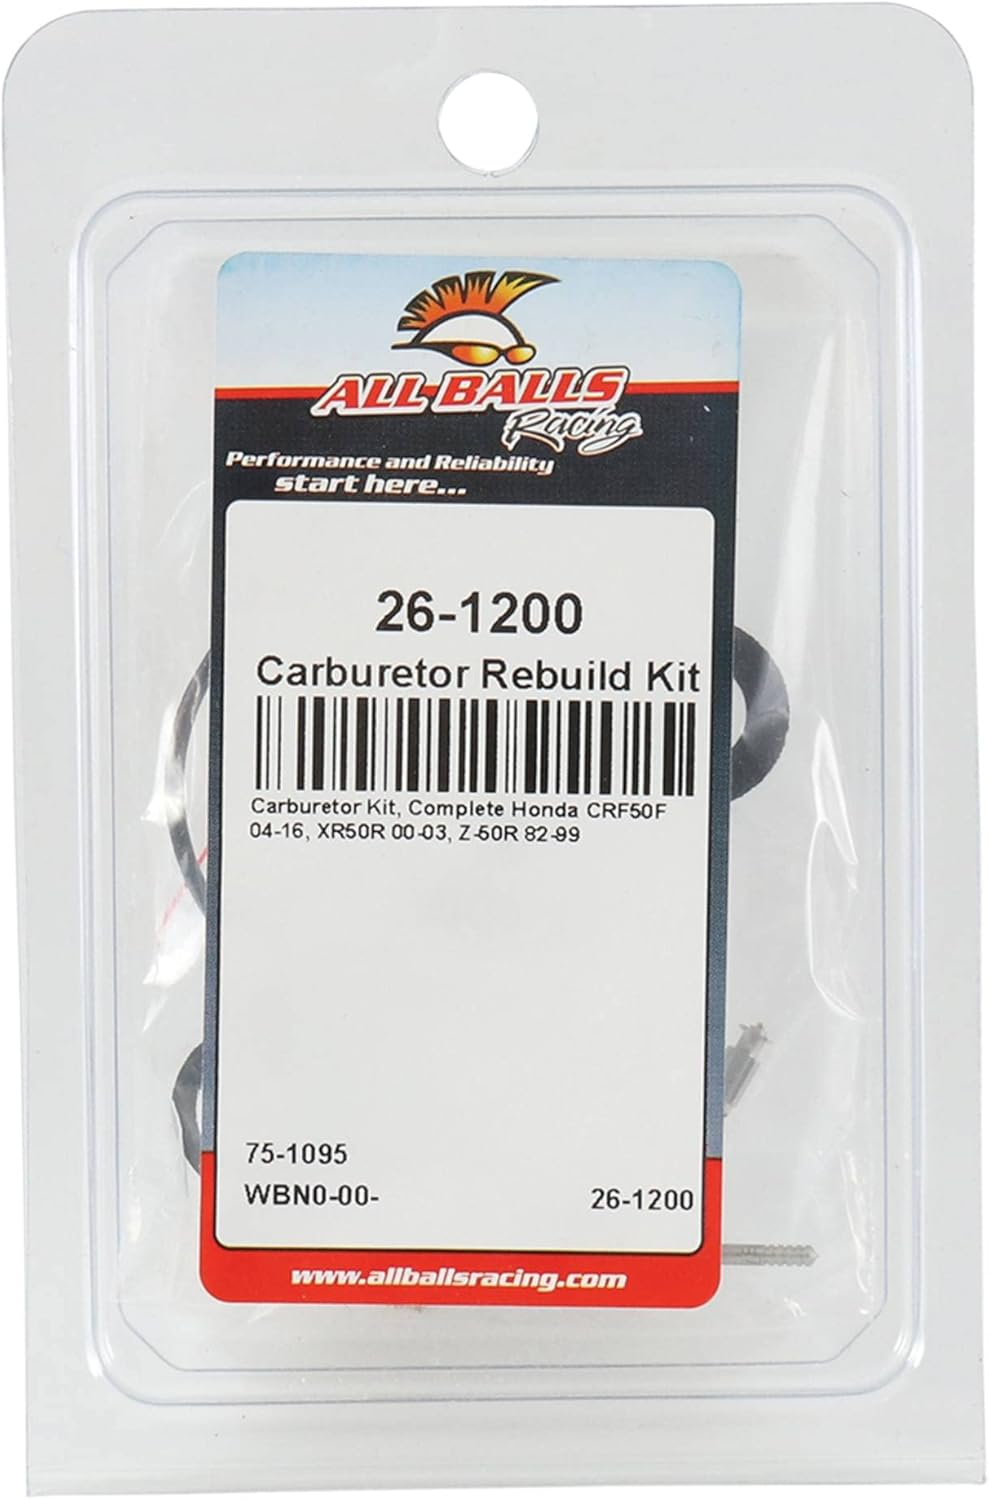 ALL BALLS
Racing
Performance and Reliability
start here...
26-1200
Carburetor Rebuild Kit
Carburetor Kit, Complete Honda CRF50F
04-16, XR50R 00-03, Z-50R 82-99
75-1095
WBN0-00- 26-1200
www.allballsracing.com